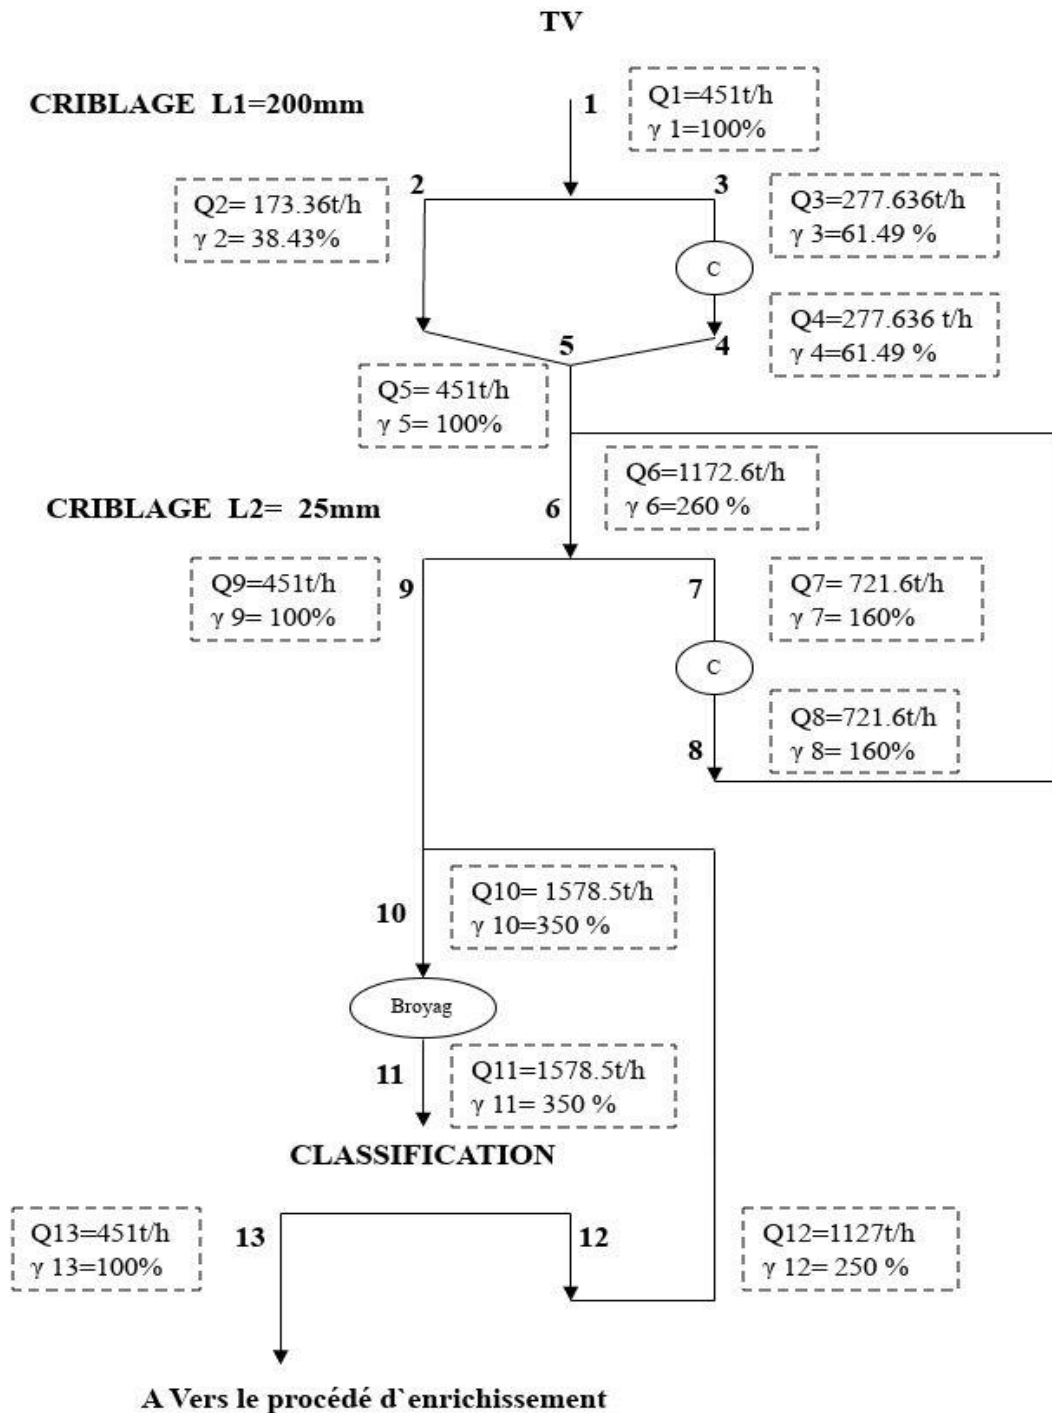 TV
CRIBLAGE L1=200mm
1
Q1=451t/h
γ 1=100%
2
3
Q2= 173.36t/h
γ 2= 38.43%
Q3=277.636t/h
γ 3=61.49 %
C
Q4=277.636 t/h
γ 4=61.49 %
5
4
Q5= 451t/h
γ 5= 100%
Q6=1172.6t/h
γ 6=260 %
CRIBLAGE L2= 25mm
6
Q9=451t/h
γ 9= 100%
9
7
Q7= 721.6t/h
γ 7= 160%
C
Q8=721.6t/h
γ 8= 160%
8
Q10= 1578.5t/h
γ 10=350 %
10
Broyag
11
Q11=1578.5t/h
γ 11= 350 %
CLASSIFICATION
Q13=451t/h
γ 13=100%
13
12
Q12=1127t/h
γ 12= 250 %
A Vers le procédé d`enrichissement